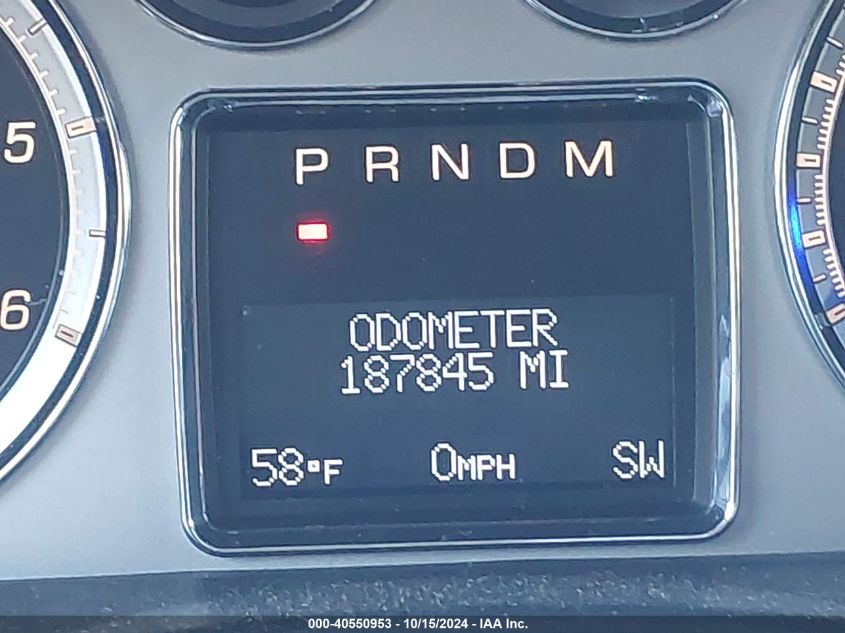 5
6
P R N D M
ODOMETER
187845 MI
58°F 0MPH SW
000-40550953 - 10/15/2024 - IAA Inc.